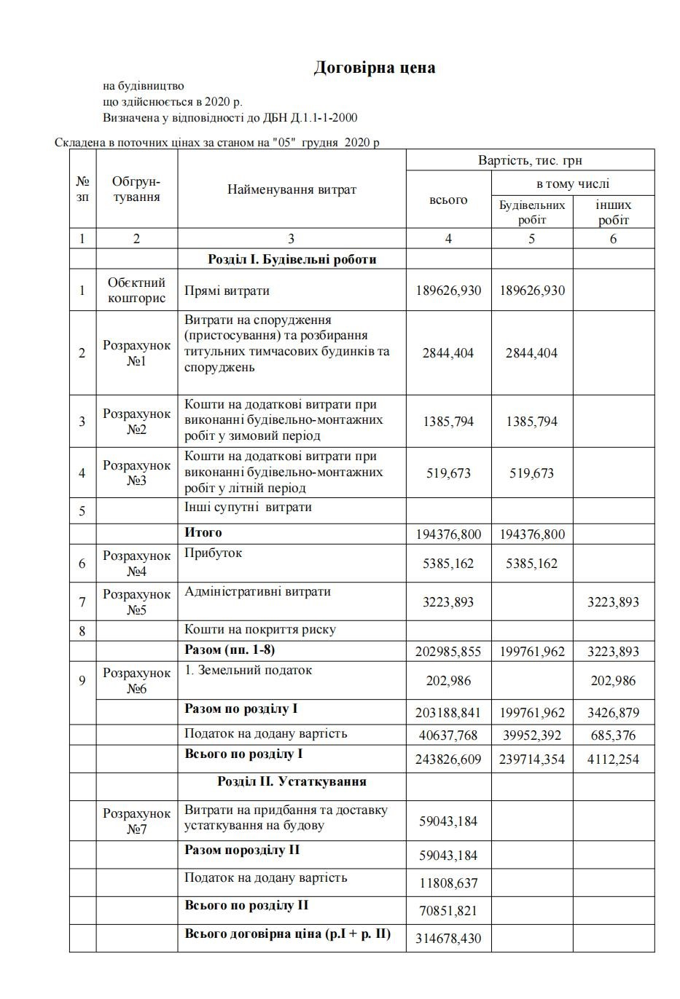 Договірна цена
на будівництво
що здійснюється в 2020 р.
Визначена у відповідності до ДБН Д.1.1-1-2000
Складена в поточних цінах за станом на "05" грудня 2020 р
№ зп
Обгрун-
тування
Найменування витрат
Вартість, тис. грн
всього
в тому числі
Будівельних
робіт
інших
робіт
1 2 3 4 5 6
Розділ І. Будівельні роботи
1
Обєктний
кошторис
Прямі витрати
189626,930 189626,930
2
Розрахунок
№1
Витрати на спорудження
(пристосування) та розбирання
титульних тимчасових будинків та
споруджень
2844,404 2844,404
3
Розрахунок
№2
Кошти на додаткові витрати при
виконанні будівельно-монтажних
робіт у зимовий період
1385,794 1385,794
4
Розрахунок
№3
Кошти на додаткові витрати при
виконанні будівельно-монтажних
робіт у літній період
519,673 519,673
5 Інші супутні витрати
Итого 194376,800 194376,800
6
Розрахунок
№4
Прибуток
5385,162 5385,162
7
Розрахунок
№5
Адміністративні витрати
3223,893 3223,893
8 Кошти на покриття риску
Разом (пп. 1-8) 202985,855 199761,962 3223,893
9
Розрахунок
№6
1. Земельний податок
202,986 202,986
Разом по розділу І 203188,841 199761,962 3426,879
Податок на додану вартість 40637,768 39952,392 685,376
Всього по розділу І 243826,609 239714,354 4112,254
Розділ ІІ. Устаткування
Розрахунок
№7
Витрати на придбання та доставку
устаткування на будову
59043,184
Разом порозділу ІІ 59043,184
Податок на додану вартість 11808,637
Всього по розділу ІІ 70851,821
Всього договірна ціна (р.І + р. ІІ) 314678,430